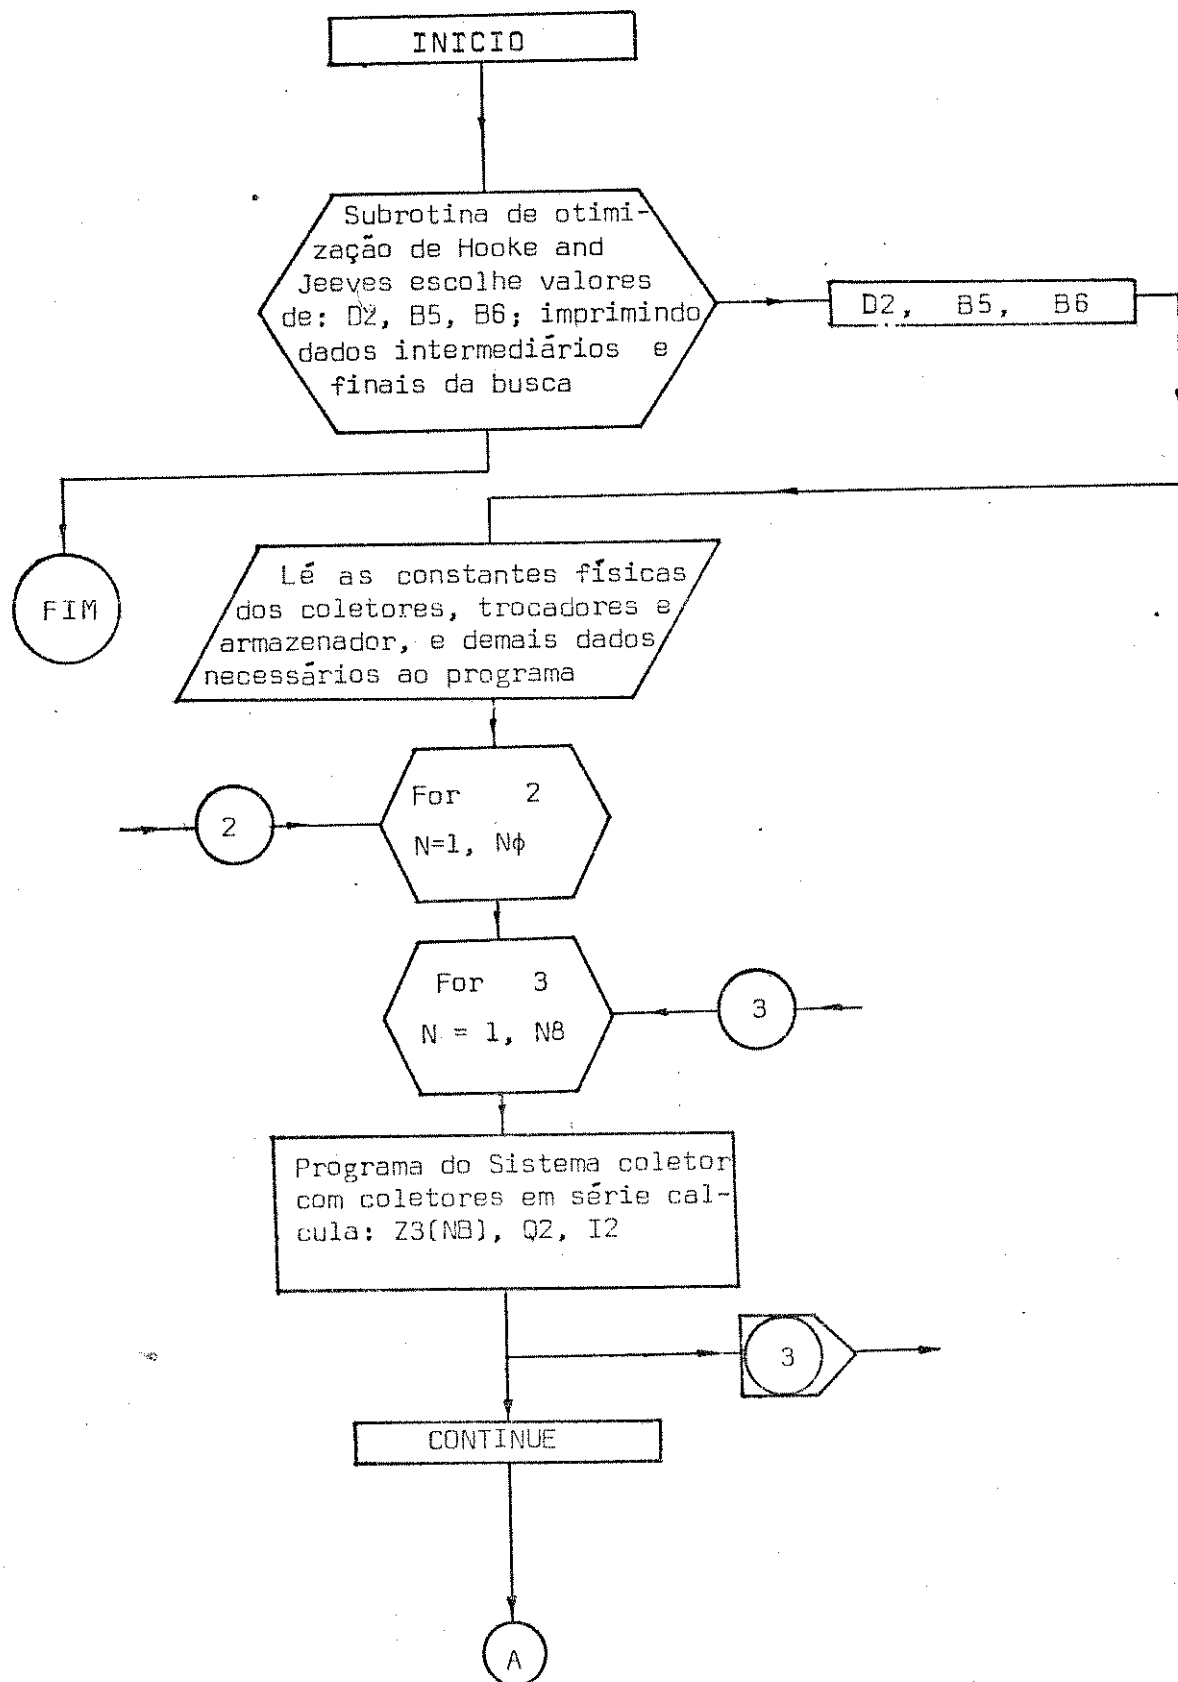 INICIO
Subrotina de otimi-
zação de Hooke and
Jeeves escolhe valores
de: D2, B5, B6; imprimindo
dados intermediários e
finais da busca
D2, B5, B6
FIM
Lé as constantes físicas
dos coletores, trocadores e
armazenador, e demais dados
necessários ao programa
2
For 2
N=1, Nφ
For 3
N = 1, N8
3
Programa do Sistema coletor
com coletores em série cal-
cula: Z3(N8), Q2, I2
3
CONTINUE
A